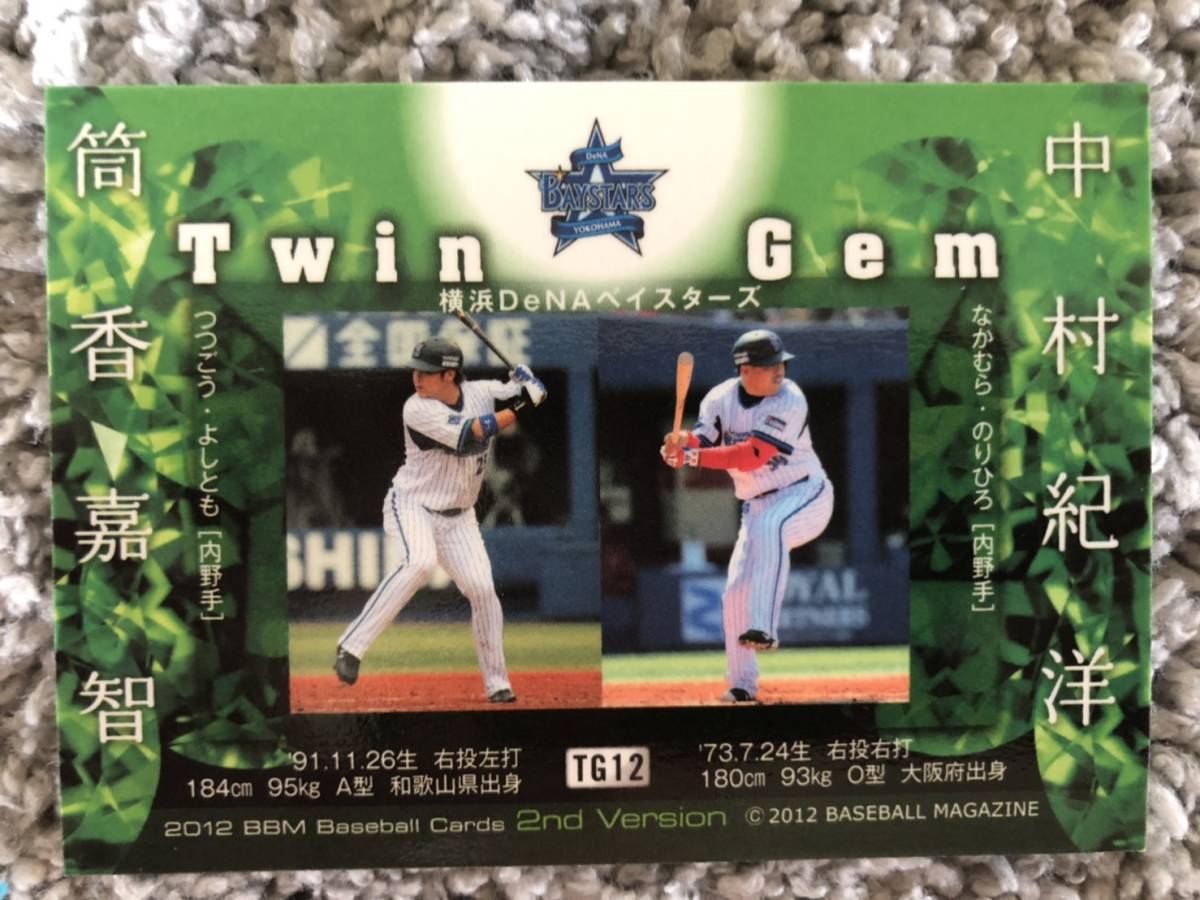 DeNA
BAYSTARS
YOKOHAMA
Twin Gem
横浜DeNAベイスターズ
中村紀洋
なかむら・のりひろ［内野手］
筒香嘉智
つつごう・よしとも［内野手］
'91.11.26生 右投左打
184cm 95kg A型 和歌山県出身
TG12
'73.7.24生 右投右打
180cm 93kg O型 大阪府出身
2012 BBM Baseball Cards 2nd Version ©2012 BASEBALL MAGAZINE